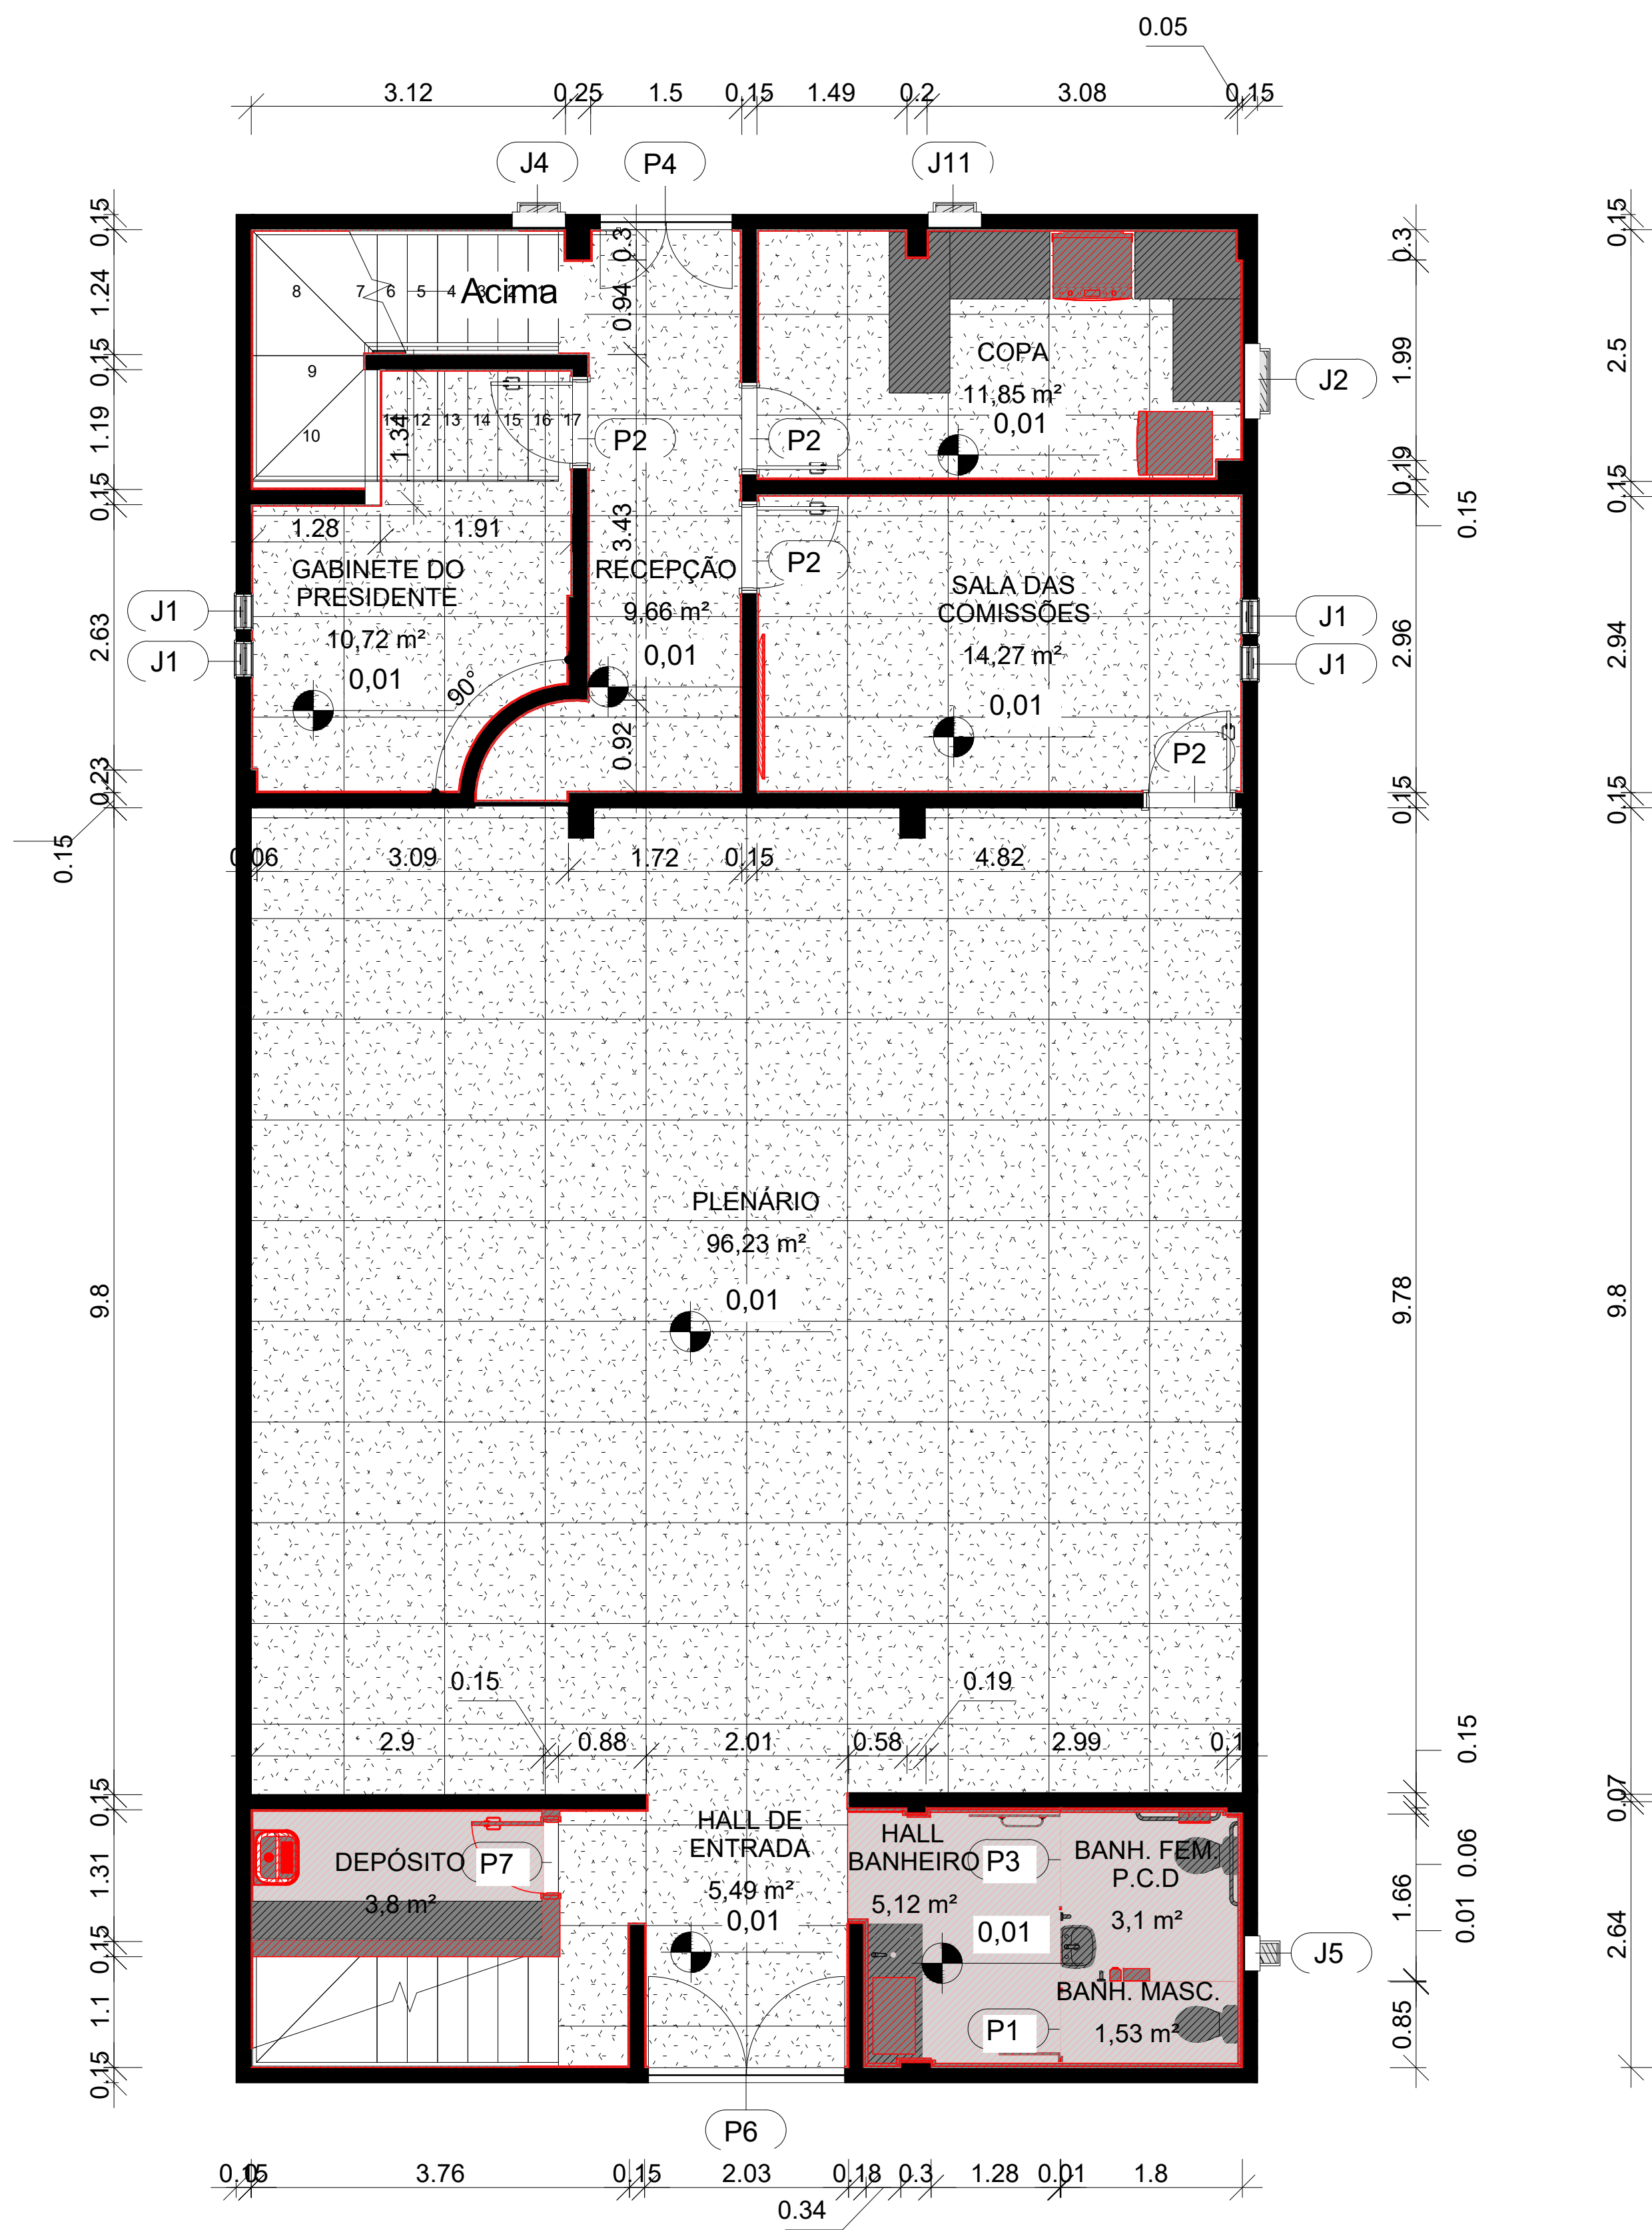 0.05
3.12 0.25 1.5 0.15 1.49 0.2 3.08 0.15
J4 P4 J11
0.15 0.3 0.3 0.15 0.15
1.24 8 7 6 5 4 3 2 1 Acima 0.94
COPA
11,85 m²
0,01
1.99 2.5 J2
0.15 9
1.19 10 11 12 13 14 15 16 17
1.34
P2 P2
0.19
0.15 0.15 0.15
1.28 1.91 3.43
P2
GABINETE DO
PRESIDENTE
10,72 m²
0,01
RECEPÇÃO
9,66 m²
0,01
SALA DAS
COMISSÕES
14,27 m²
0,01
J1 J1
J1 J1
2.63 2.96 2.94
90°
0.92
P2
0.23
0.15 0.15 0.15
0.06 3.09 1.72 0.15 4.82
PLENÁRIO
96,23 m²
0,01
9.8 9.78 9.8
0.15 0.19
2.9 0.88 2.01 0.58 2.99 0.1
0.15
0.15 0.07
HALL DE
ENTRADA
5,49 m²
0,01
HALL
BANHEIRO
5,12 m²
0,01
P3
BANH. FEM.
P.C.D
3,1 m²
DEPÓSITO P7
3,8 m²
1.31 1.66 0.06
0.01 2.64
0.15
J5
BANH. MASC.
1,53 m²
P1
1.1 0.85
0.15
P6
0.15 3.76 0.15 2.03 0.18 0.3 1.28 0.01 1.8
0.34